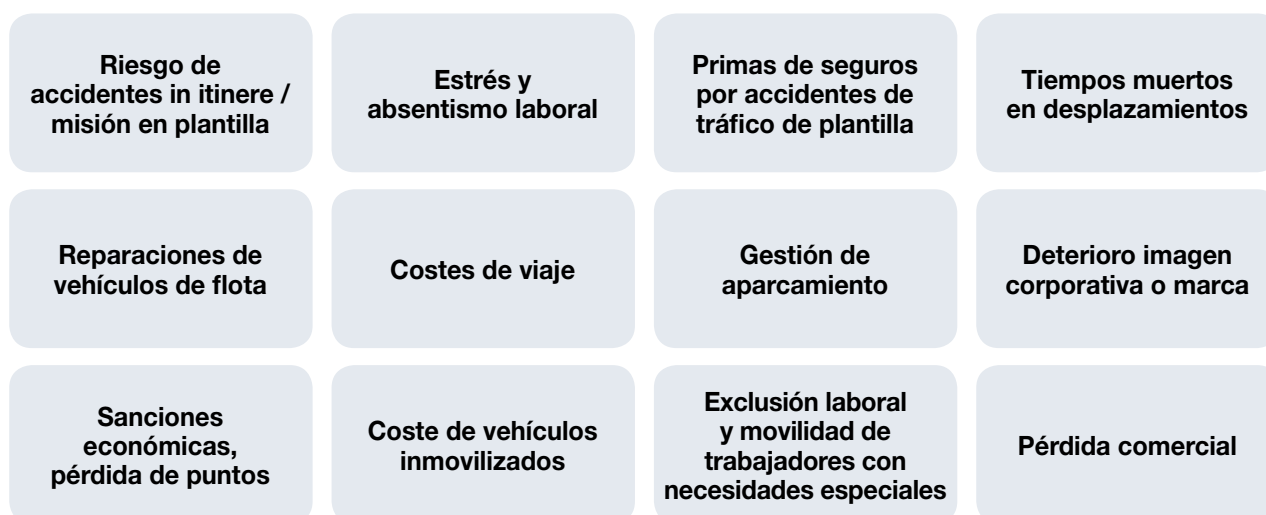 Riesgo de
accidentes in itinere /
misión en plantilla
Estrés y
absentismo laboral
Primas de seguros
por accidentes de
tráfico de plantilla
Tiempos muertos
en desplazamientos
Reparaciones de
vehículos de flota
Costes de viaje
Gestión de
aparcamiento
Deterioro imagen
corporativa o marca
Sanciones
económicas,
pérdida de puntos
Coste de vehículos
inmovilizados
Exclusión laboral
y movilidad de
trabajadores con
necesidades especiales
Pérdida comercial